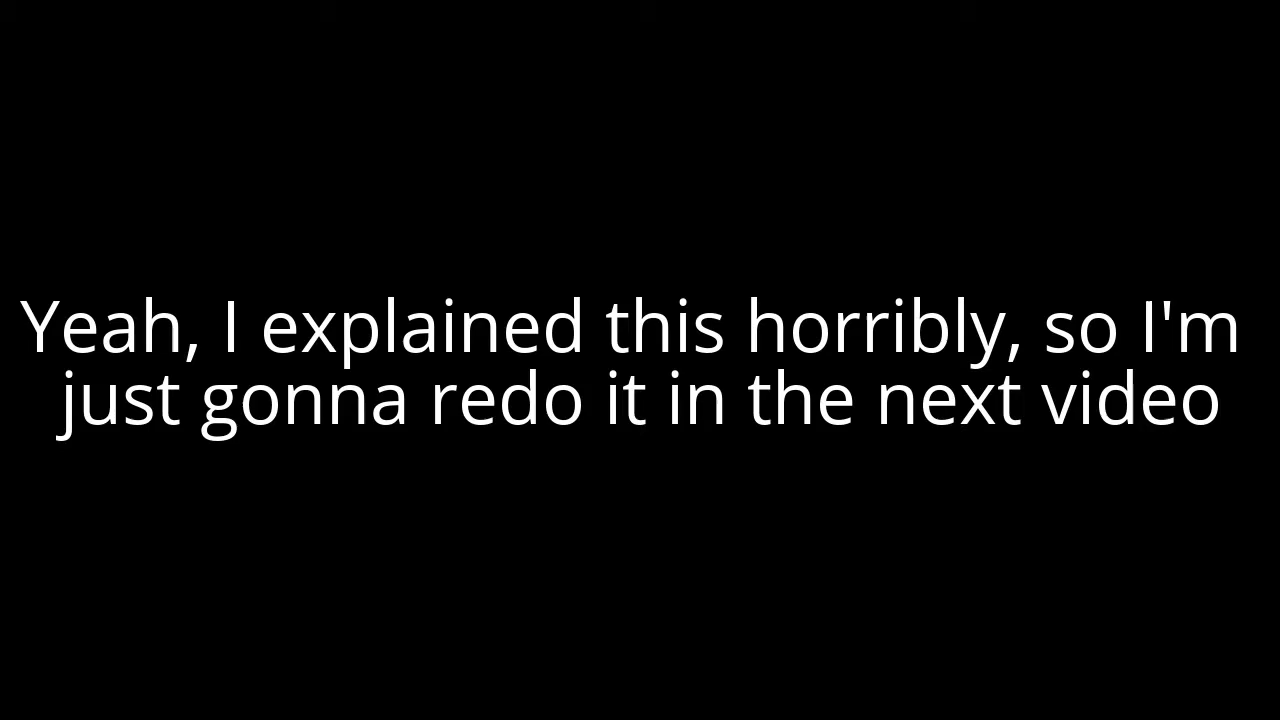 Yeah, I explained this horribly, so I'm
just gonna redo it in the next video